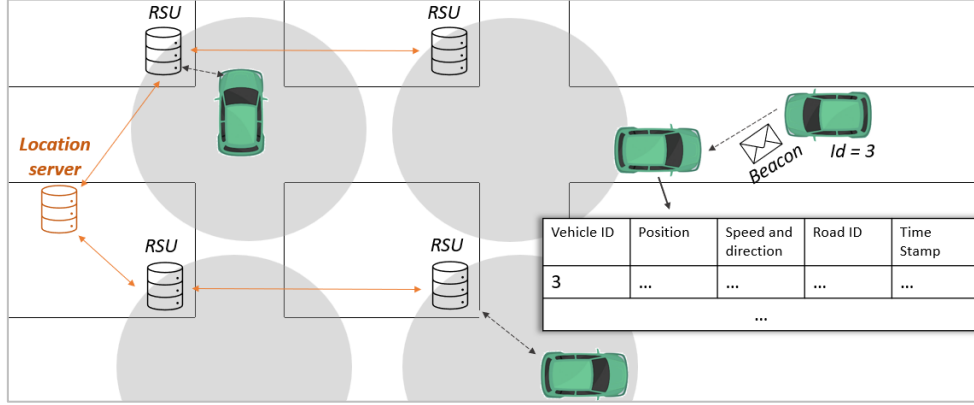 RSU
RSU
Location
server
Id = 3
Beacon
RSU
RSU
Vehicle ID
Position
Speed and
direction
Road ID
Time
Stamp
3
...
...
...
...
...